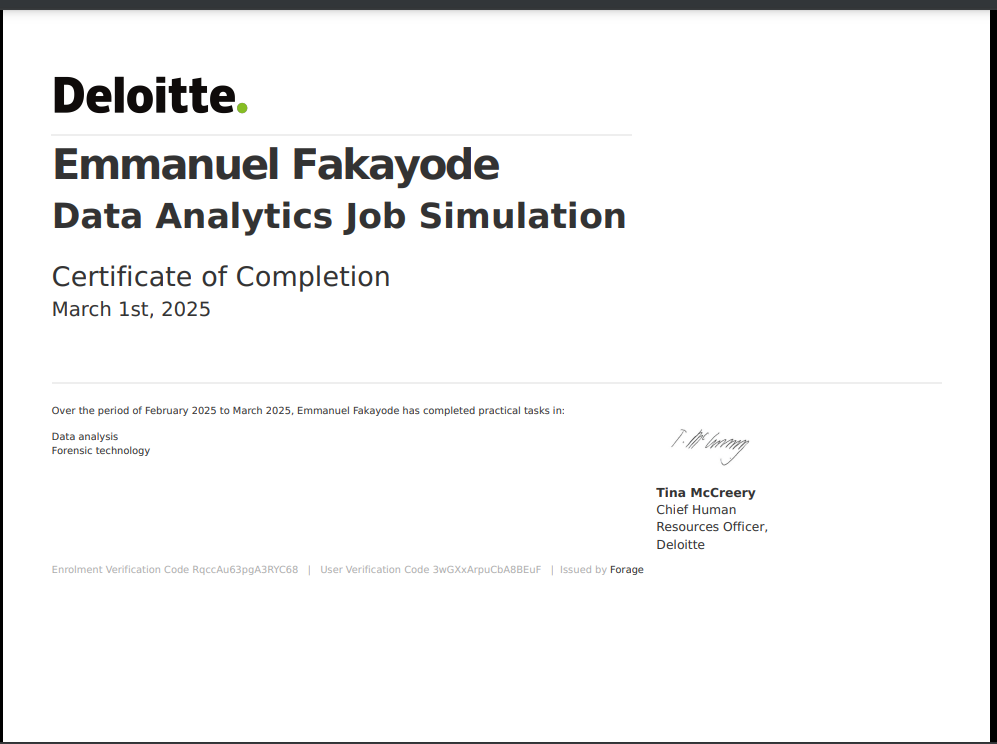 Deloitte.
Emmanuel Fakayode
Data Analytics Job Simulation
Certificate of Completion
March 1st, 2025
Over the period of February 2025 to March 2025, Emmanuel Fakayode has completed practical tasks in:
Data analysis
Forensic technology
T. McCreery
Tina McCreery
Chief Human
Resources Officer,
Deloitte
Enrolment Verification Code RqccAu63pgA3RYC68 | User Verification Code 3wGXxArpuCbA8BEuF | Issued by Forage